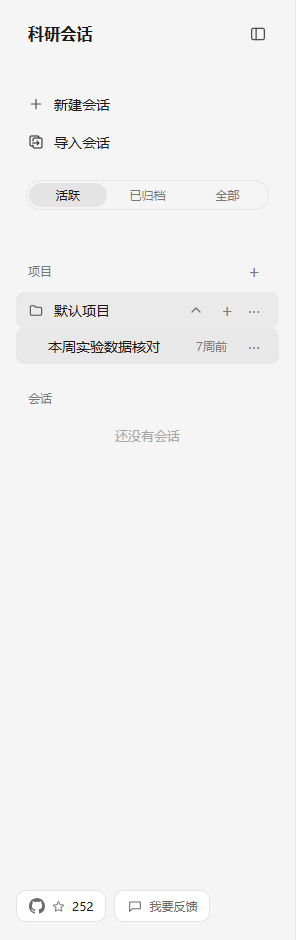 科研会话
新建会话
导入会话
活跃 已归档 全部
项目
默认项目
本周实验数据核对 7周前
会话
还没有会话
252 我要反馈